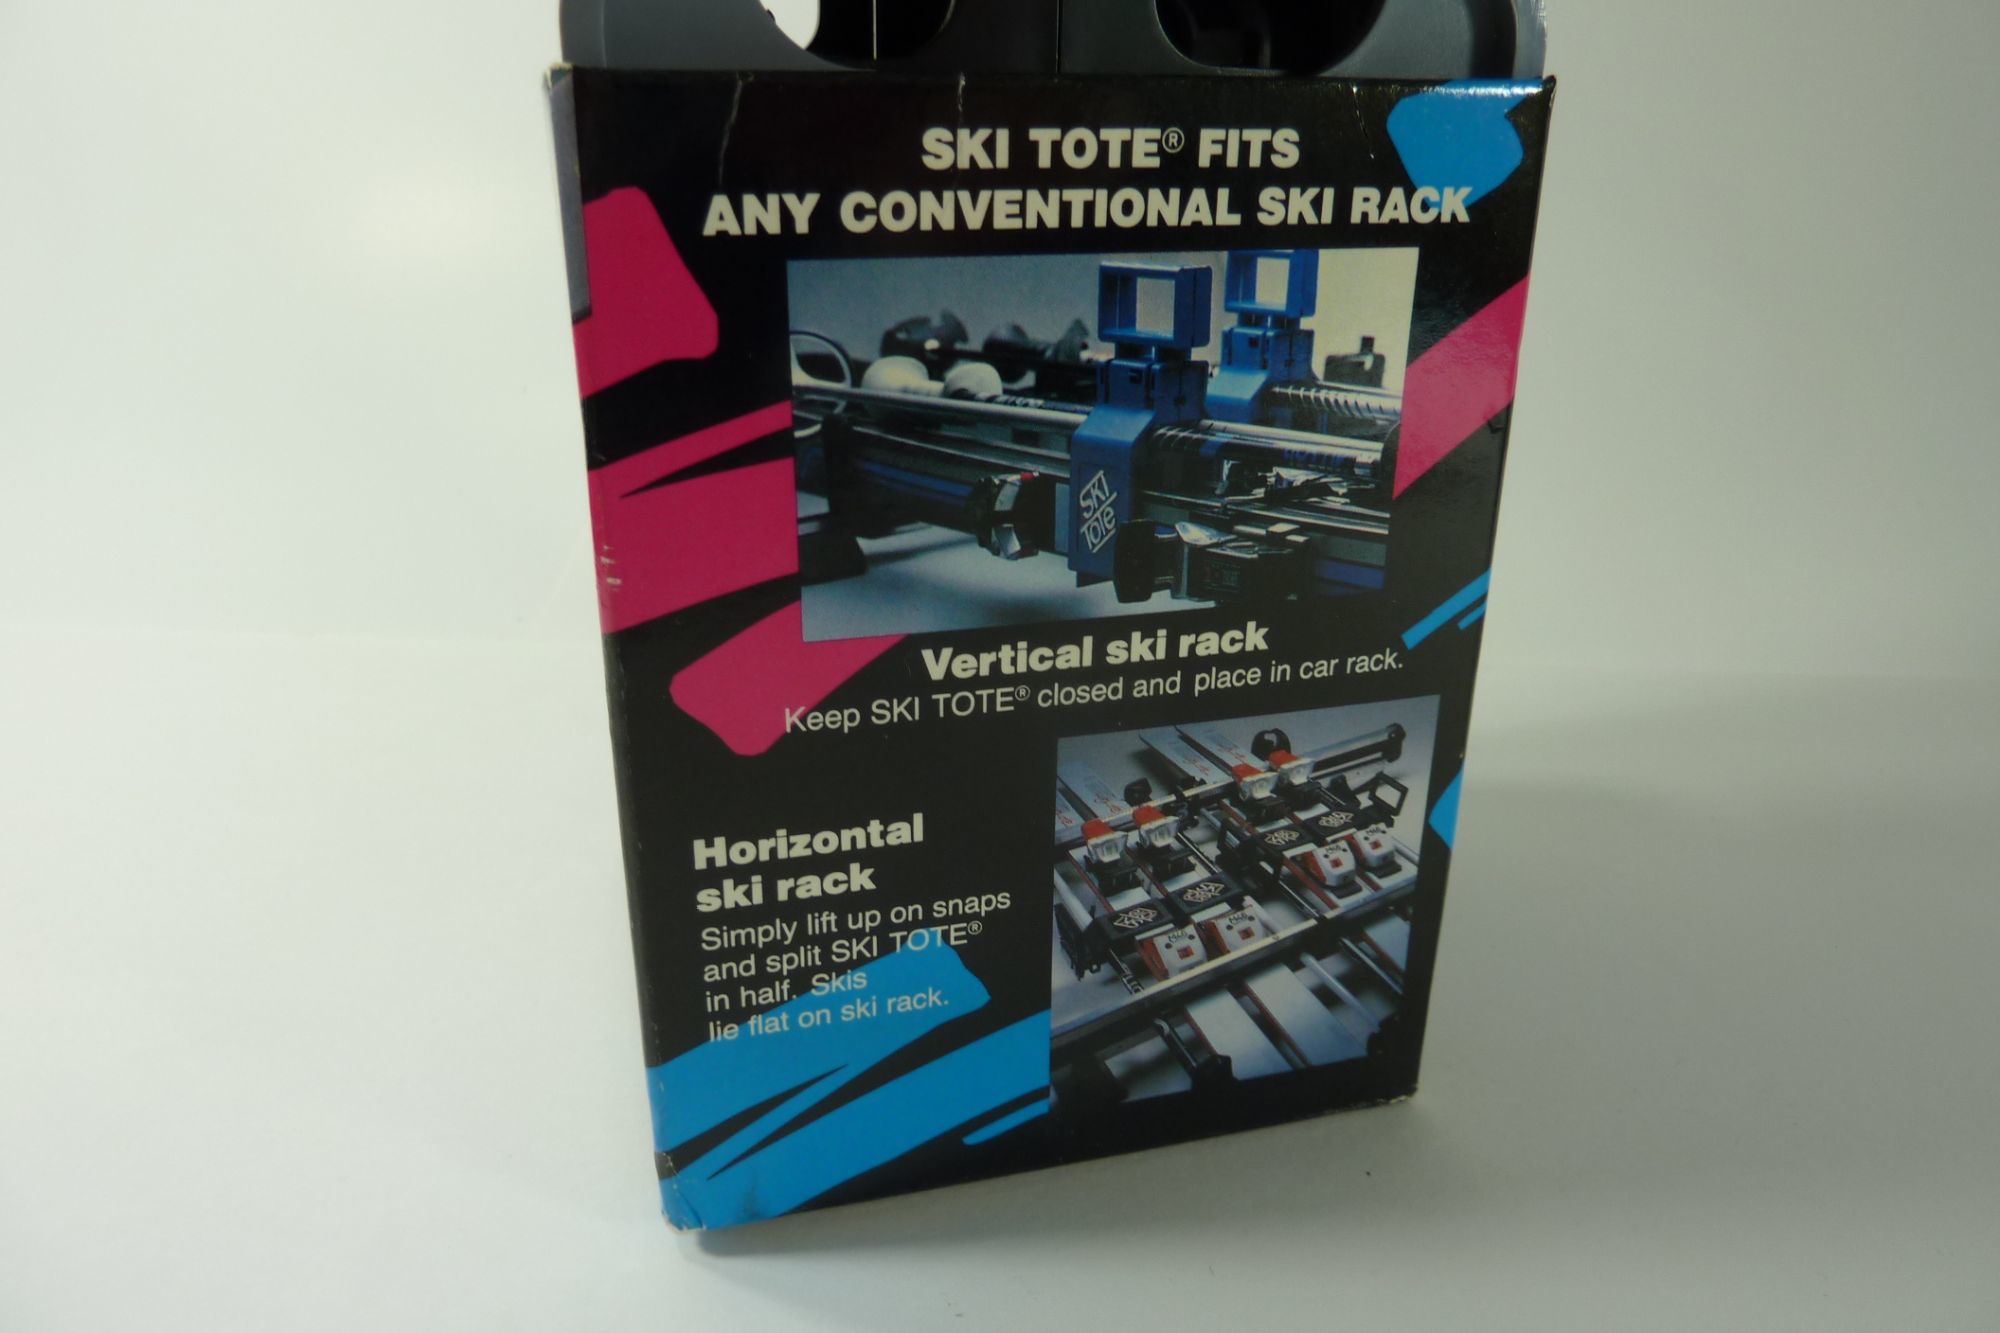 SKI TOTE® FITS
ANY CONVENTIONAL SKI RACK
SKI
TOTE
Vertical ski rack
Keep SKI TOTE® closed and place in car rack.
Horizontal
ski rack
Simply lift up on snaps
and split SKI TOTE®
in half. Skis
lie flat on ski rack.